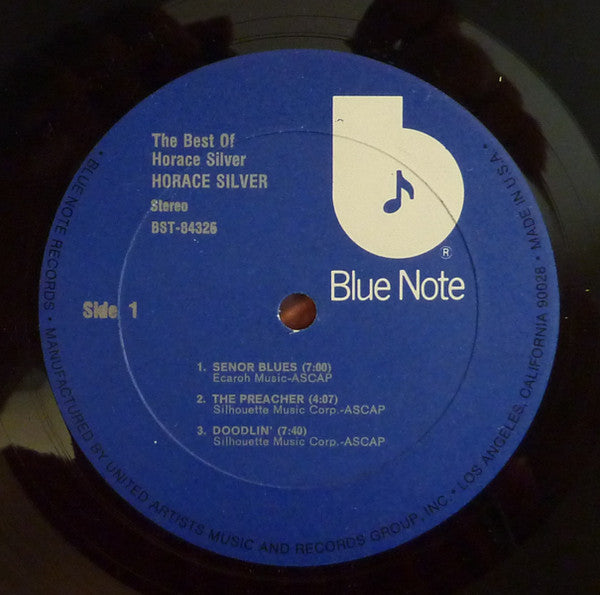 The Best Of
Horace Silver
HORACE SILVER
Stereo
BST-84326
®
Blue Note
Side 1
1. SENOR BLUES (7:00)
Ecaroh Music-ASCAP
2. THE PREACHER (4:07)
Silhouette Music Corp.-ASCAP
3. DOODLIN' (7:40)
Silhouette Music Corp.-ASCAP
• BLUE NOTE RECORDS • MANUFACTURED BY UNITED ARTISTS MUSIC AND RECORDS GROUP, INC. • LOS ANGELES, CALIFORNIA 90028 • MADE IN U.S.A.